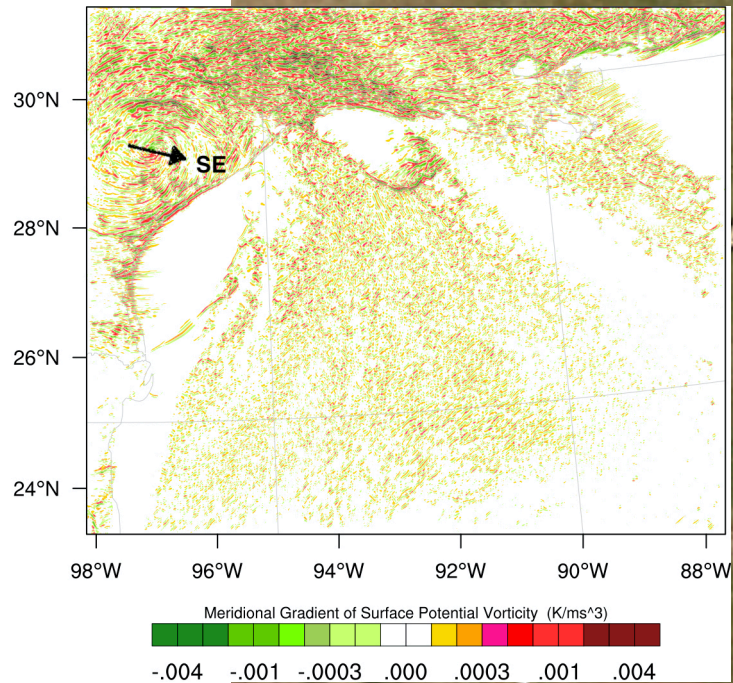 30°N
SE
28°N
26°N
24°N
98°W 96°W 94°W 92°W 90°W 88°W
Meridional Gradient of Surface Potential Vorticity (K/ms^3)
-.004 -.001 -.0003 .000 .0003 .001 .004